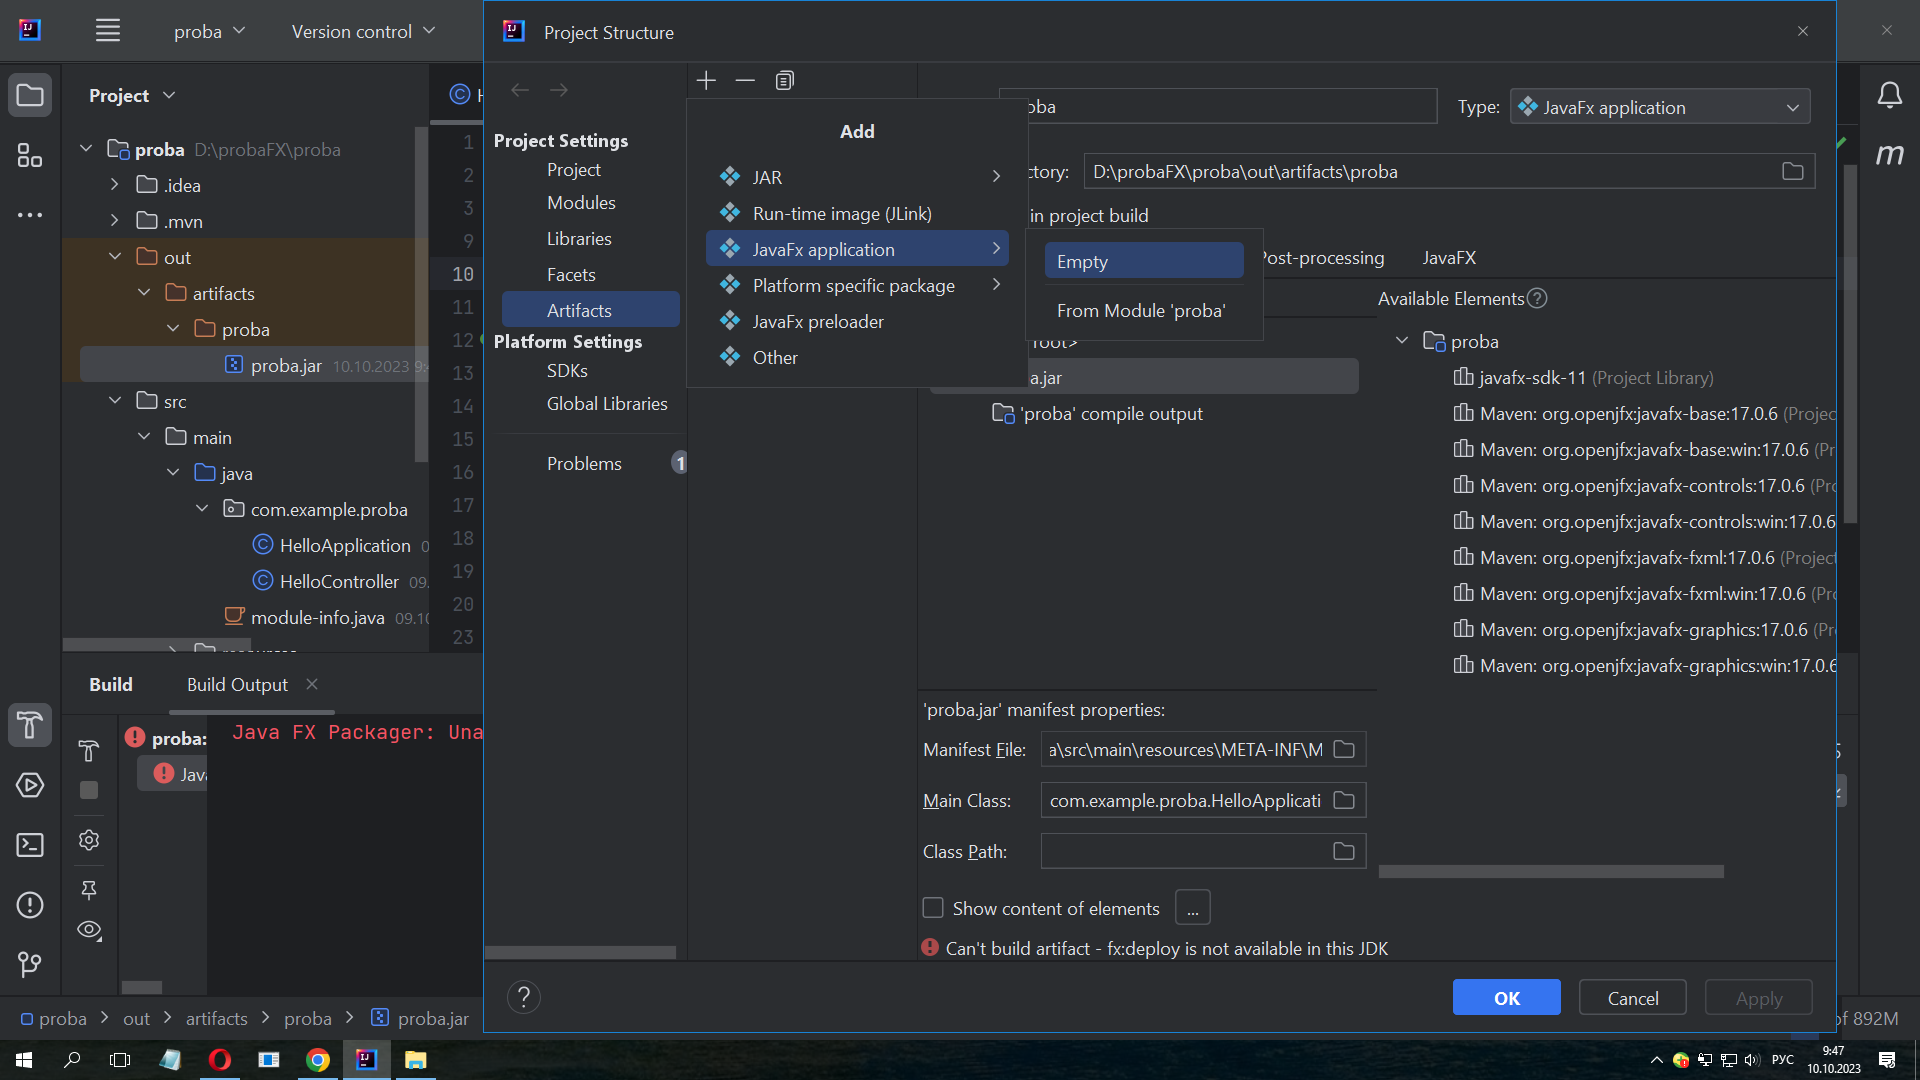 proba
Version control
Project Structure
Project
proba D:\probaFX\proba
.idea
.mvn
out
artifacts
proba
proba.jar 10.10.2023 9:4
src
main
java
com.example.proba
HelloApplication 0
HelloController 09.
module-info.java 09.10
H
1
2
3
9
10
11
12
13
14
15
16
17
18
19
20
23
Project Settings
Project
Modules
Libraries
Facets
Artifacts
Platform Settings
SDKs
Global Libraries
Problems 1
Add
JAR
Run-time image (JLink)
JavaFx application
Platform specific package
JavaFx preloader
Other
Empty
From Module 'proba'
oba
Type: JavaFx application
ctory: D:\probaFX\proba\out\artifacts\proba
in project build
Post-processing JavaFX
root>
a.jar
'proba' compile output
Available Elements ?
proba
javafx-sdk-11 (Project Library)
Maven: org.openjfx:javafx-base:17.0.6 (Projec
Maven: org.openjfx:javafx-base:win:17.0.6 (Pr
Maven: org.openjfx:javafx-controls:17.0.6 (Pro
Maven: org.openjfx:javafx-controls:win:17.0.6
Maven: org.openjfx:javafx-fxml:17.0.6 (Project
Maven: org.openjfx:javafx-fxml:win:17.0.6 (Pro
Maven: org.openjfx:javafx-graphics:17.0.6 (Pr
Maven: org.openjfx:javafx-graphics:win:17.0.6
'proba.jar' manifest properties:
Manifest File: a\src\main\resources\META-INF\M
Main Class: com.example.proba.HelloApplicati
Class Path:
Show content of elements ...
Can't build artifact - fx:deploy is not available in this JDK
OK Cancel Apply
?
Build Build Output
proba:
Java
Java FX Packager: Una
m
proba > out > artifacts > proba > proba.jar
of 892M
РУС
9:47
10.10.2023